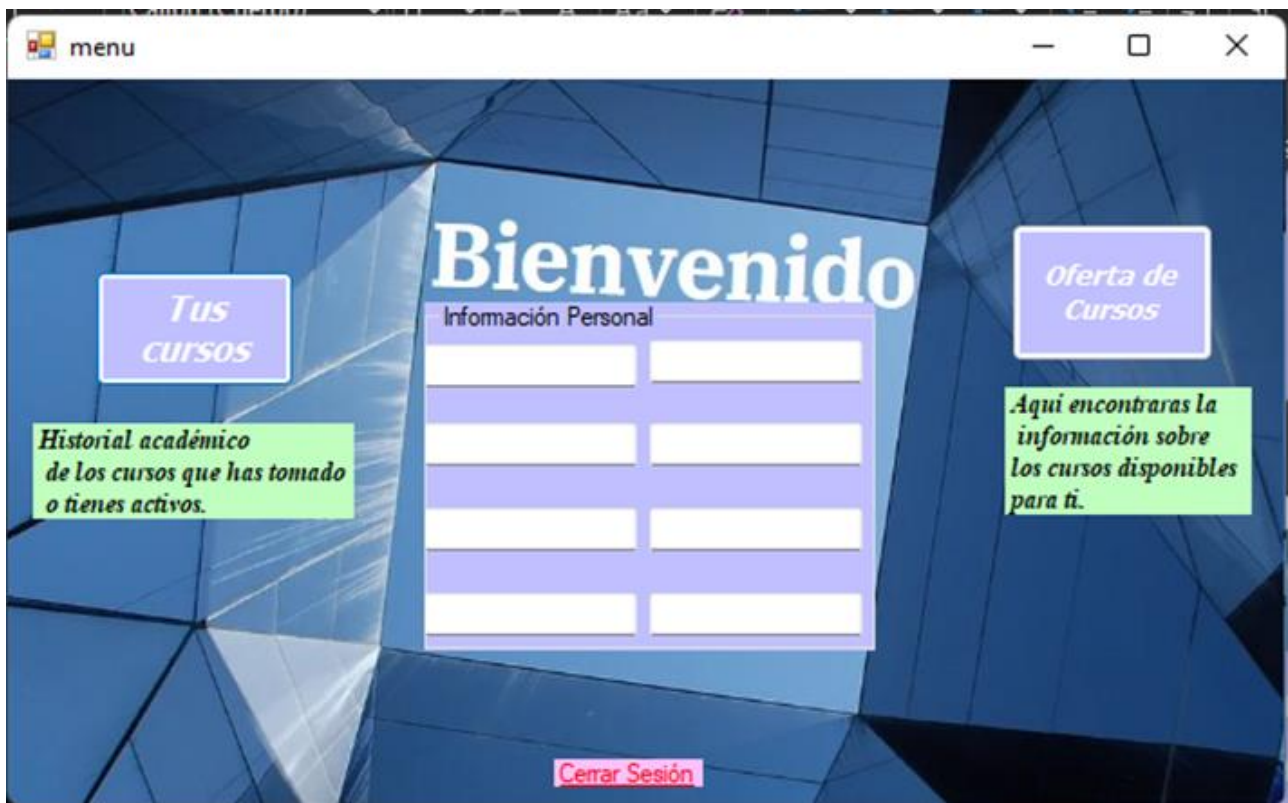 menu
Bienvenido
Tus
cursos
Historial académico
de los cursos que has tomado
o tienes activos.
Información Personal
Oferta de
Cursos
Aquí encontraras la
información sobre
los cursos disponibles
para ti.
Cerrar Sesión